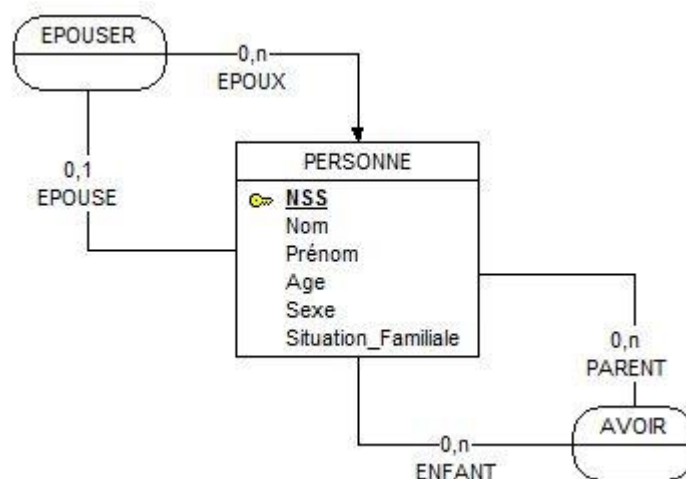 EPOUSER
0,n
EPOUX
0,1
EPOUSE
PERSONNE
NSS
Nom
Prénom
Age
Sexe
Situation_Familiale
0,n
PARENT
AVOIR
0,n
ENFANT